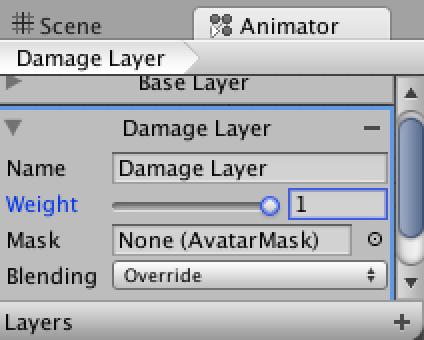 Scene
Animator
Damage Layer
Base Layer
Damage Layer
Name
Damage Layer
Weight
1
Mask
None (AvatarMask)
Blending
Override
Layers